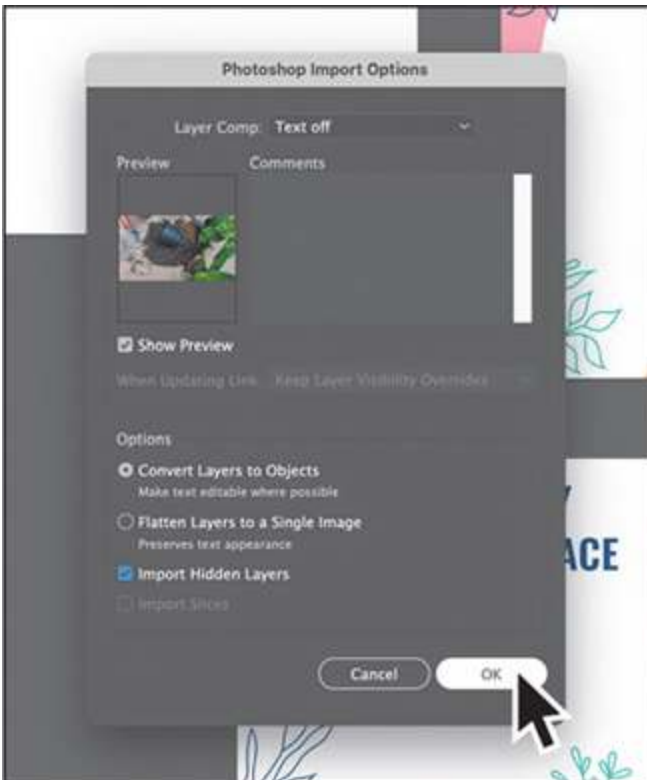 Photoshop Import Options
Layer Comp: Text off
Preview Comments
Show Preview
When Updating Link: Keep Layer Visibility Overrides
Options
Convert Layers to Objects
Make text editable where possible
Flatten Layers to a Single Image
Preserves text appearance
Import Hidden Layers
Import Slices
ACE
Cancel OK